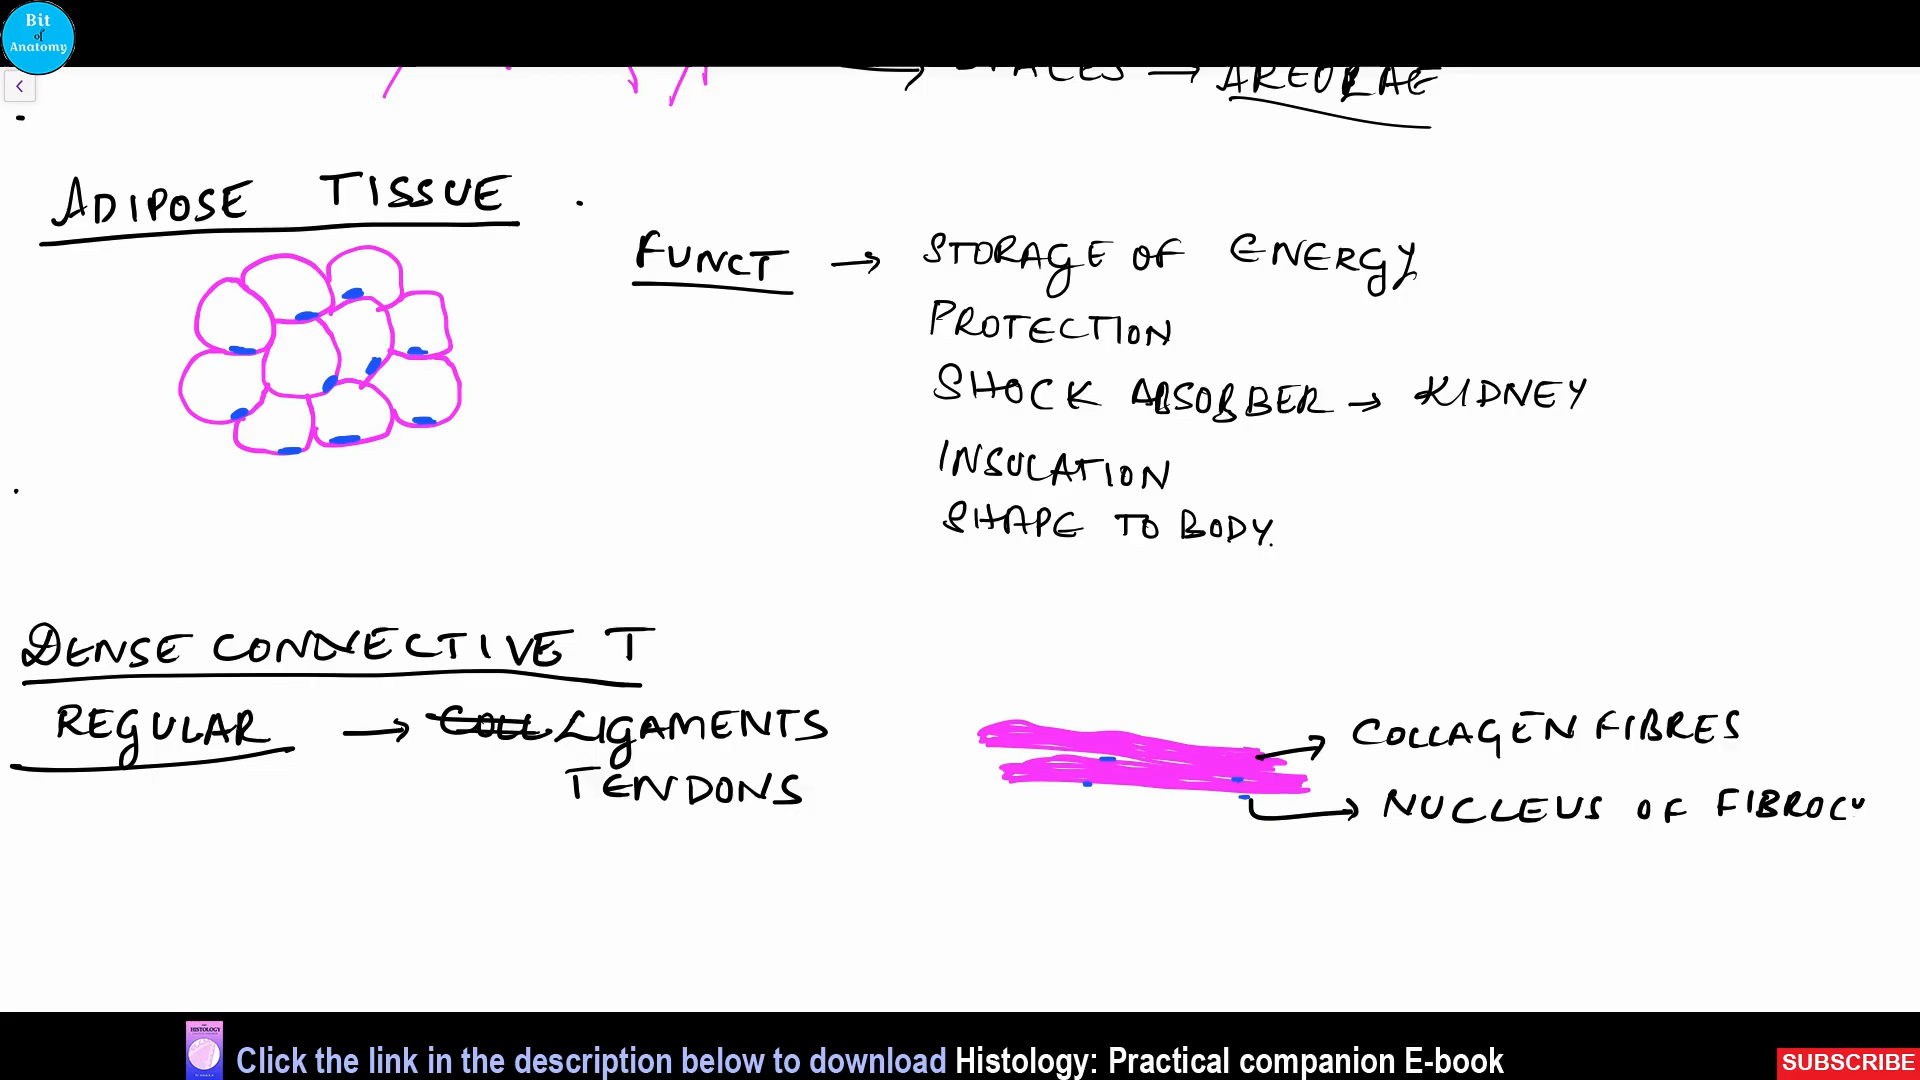 Bit
of
Anatomy
AREOLAE
ADIPOSE TISSUE
FUNCT → STORAGE OF ENERGY
PROTECTION
SHOCK ABSORBER → KIDNEY
INSULATION
SHAPE TO BODY.
DENSE CONNECTIVE T
REGULAR → COLL LIGAMENTS
TENDONS
→ COLLAGEN FIBRES
→ NUCLEUS OF FIBROC
Click the link in the description below to download Histology: Practical companion E-book
HISTOLOGY
SUBSCRIBE